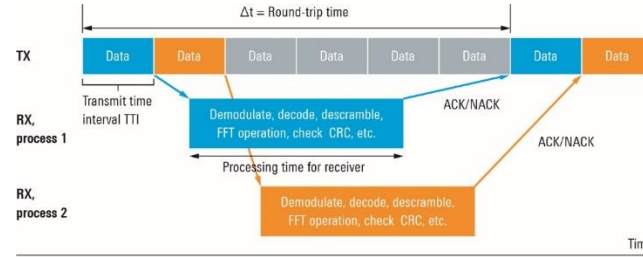 Δt = Round-trip time
TX
Data Data Data Data Data Data Data Data
Transmit time
interval TTI
RX,
process 1
Demodulate, decode, descramble,
FFT operation, check CRC, etc.
ACK/NACK
Processing time for receiver
ACK/NACK
RX,
process 2
Demodulate, decode, descramble,
FFT operation, check CRC, etc.
Tim